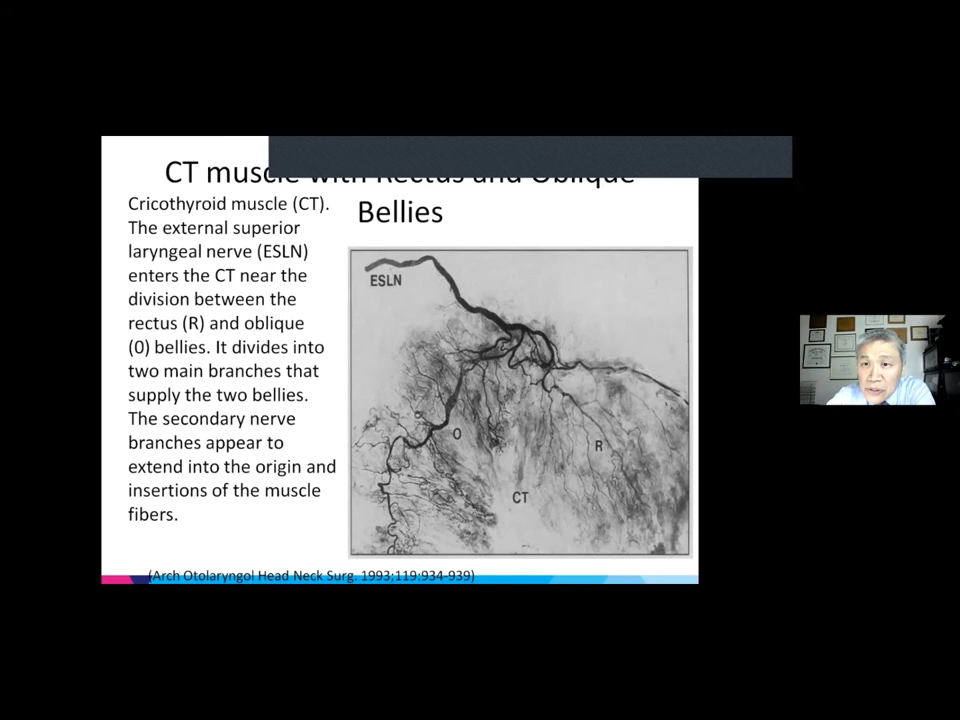 CT muscle with Rectus and Oblique
Bellies
Cricothyroid muscle (CT).
The external superior
laryngeal nerve (ESLN)
enters the CT near the
division between the
rectus (R) and oblique
(0) bellies. It divides into
two main branches that
supply the two bellies.
The secondary nerve
branches appear to
extend into the origin and
insertions of the muscle
fibers.
ESLN
O
R
CT
(Arch Otolaryngol Head Neck Surg. 1993;119:934-939)